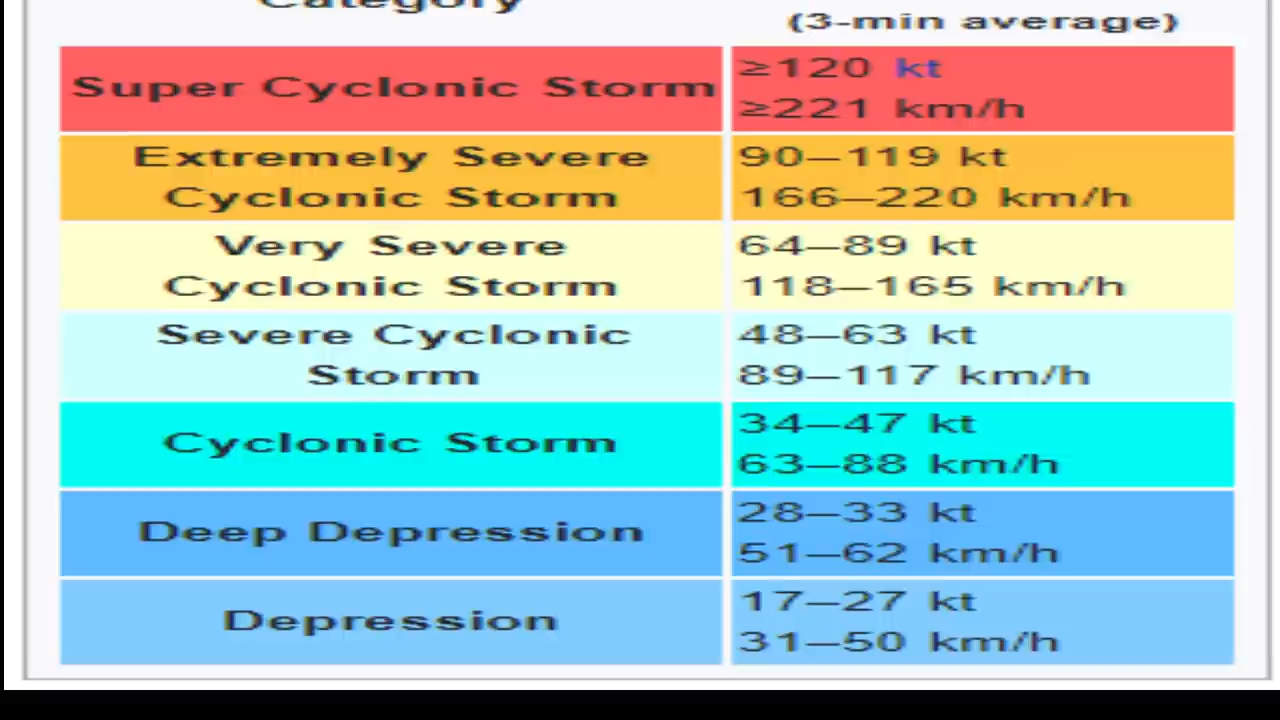 Category
(3-min average)
Super Cyclonic Storm
≥120 kt
≥221 km/h
Extremely Severe
Cyclonic Storm
90–119 kt
166–220 km/h
Very Severe
Cyclonic Storm
64–89 kt
118–165 km/h
Severe Cyclonic
Storm
48–63 kt
89–117 km/h
Cyclonic Storm
34–47 kt
63–88 km/h
Deep Depression
28–33 kt
51–62 km/h
Depression
17–27 kt
31–50 km/h